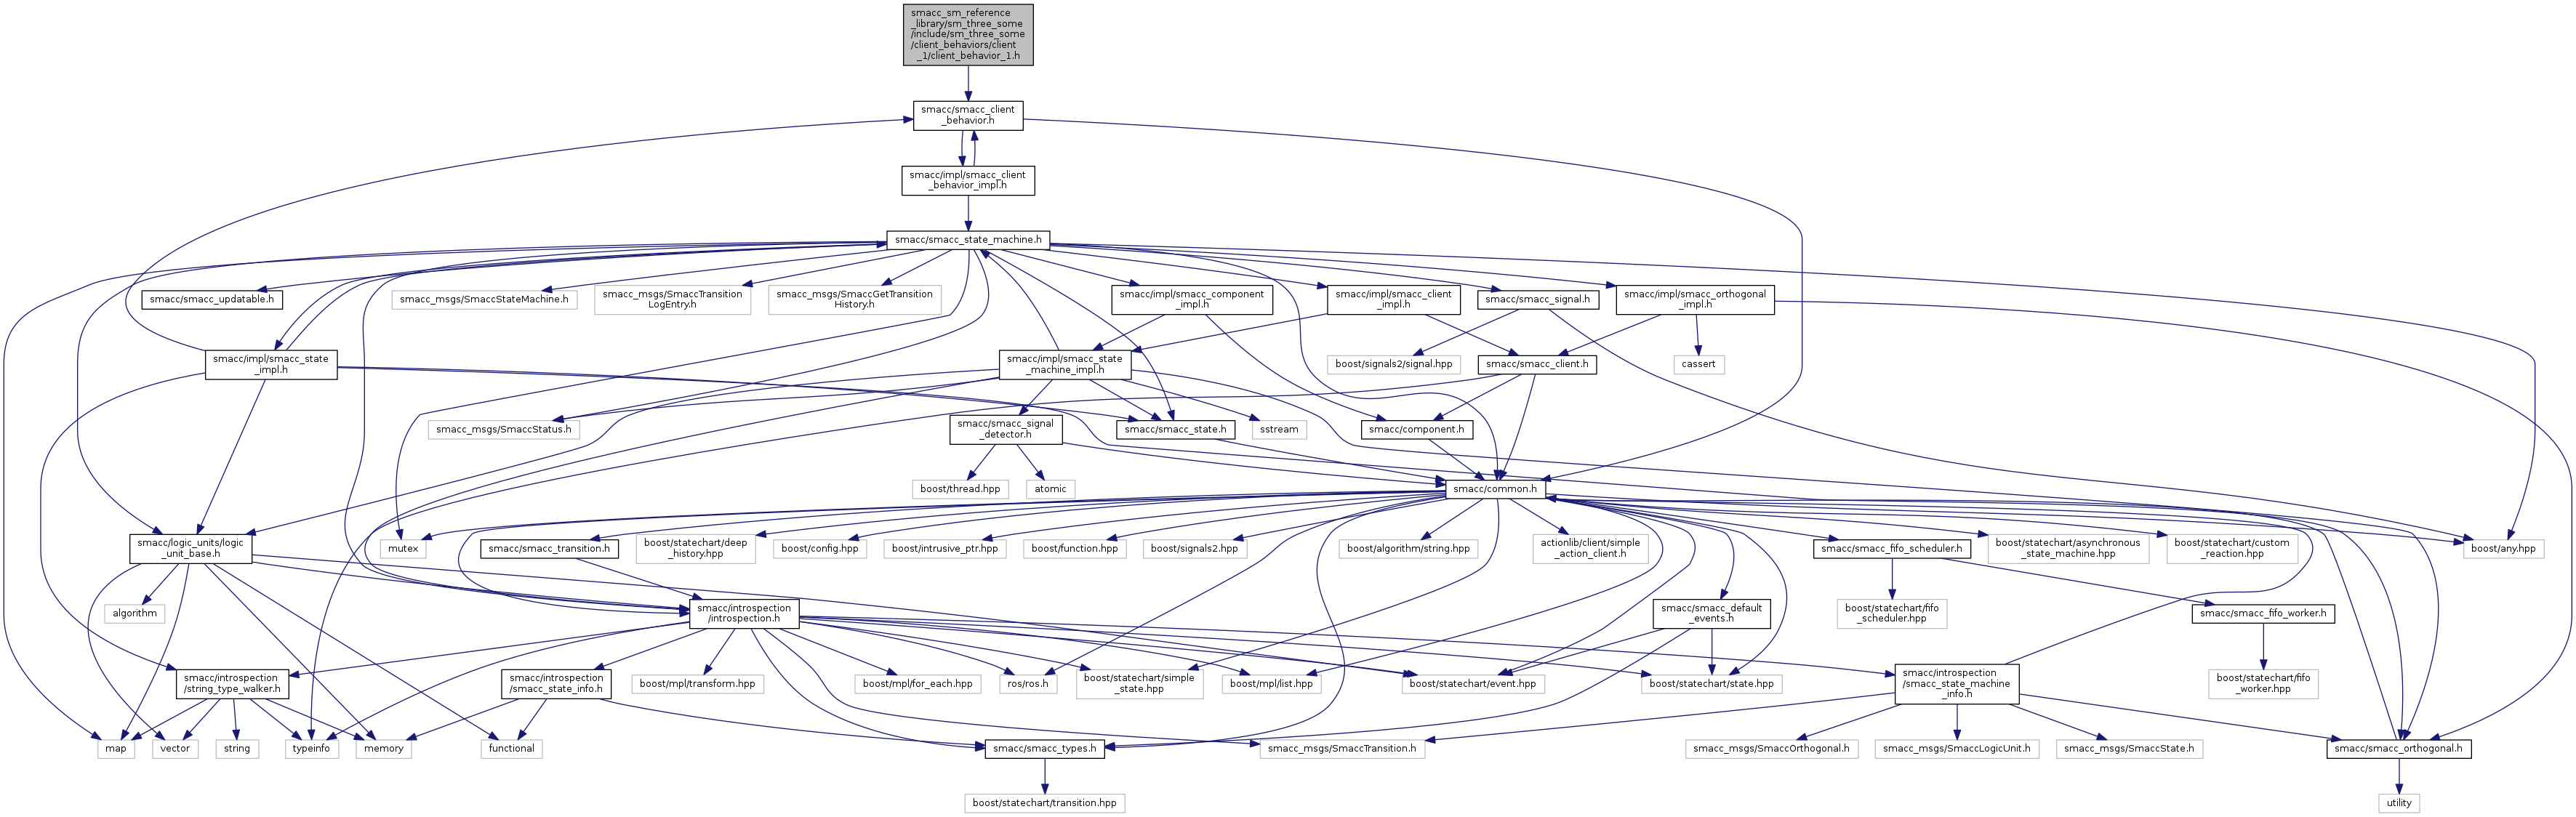 smacc_sm_reference
_library/sm_three_some
/include/sm_three_some
/client_behaviors/client
_1/client_behavior_1.h
smacc/smacc_client
_behavior.h
smacc/impl/smacc_client
_behavior_impl.h
smacc/smacc_state_machine.h
smacc/smacc_updatable.h
smacc_msgs/SmaccStateMachine.h
smacc_msgs/SmaccTransition
LogEntry.h
smacc_msgs/SmaccGetTransition
History.h
smacc/impl/smacc_component
_impl.h
smacc/impl/smacc_client
_impl.h
smacc/smacc_signal.h
smacc/impl/smacc_orthogonal
_impl.h
smacc/impl/smacc_state
_impl.h
smacc/impl/smacc_state
_machine_impl.h
boost/signals2/signal.hpp
smacc/smacc_client.h
cassert
smacc_msgs/SmaccStatus.h
smacc/smacc_signal
_detector.h
smacc/smacc_state.h
sstream
smacc/component.h
boost/thread.hpp
atomic
smacc/common.h
smacc/logic_units/logic
_unit_base.h
mutex
smacc/smacc_transition.h
boost/statechart/deep
_history.hpp
boost/config.hpp
boost/intrusive_ptr.hpp
boost/function.hpp
boost/signals2.hpp
boost/algorithm/string.hpp
actionlib/client/simple
_action_client.h
smacc/smacc_fifo_scheduler.h
boost/statechart/asynchronous
_state_machine.hpp
boost/statechart/custom
_reaction.hpp
boost/any.hpp
algorithm
smacc/introspection
/introspection.h
smacc/smacc_default
_events.h
boost/statechart/fifo
_scheduler.hpp
smacc/smacc_fifo_worker.h
smacc/introspection
/string_type_walker.h
smacc/introspection
/smacc_state_info.h
boost/mpl/transform.hpp
boost/mpl/for_each.hpp
ros/ros.h
boost/statechart/simple
_state.hpp
boost/mpl/list.hpp
boost/statechart/event.hpp
boost/statechart/state.hpp
smacc/introspection
/smacc_state_machine
_info.h
boost/statechart/fifo
_worker.hpp
map
vector
string
typeinfo
memory
functional
smacc/smacc_types.h
smacc_msgs/SmaccTransition.h
smacc_msgs/SmaccOrthogonal.h
smacc_msgs/SmaccLogicUnit.h
smacc_msgs/SmaccState.h
smacc/smacc_orthogonal.h
boost/statechart/transition.hpp
utility